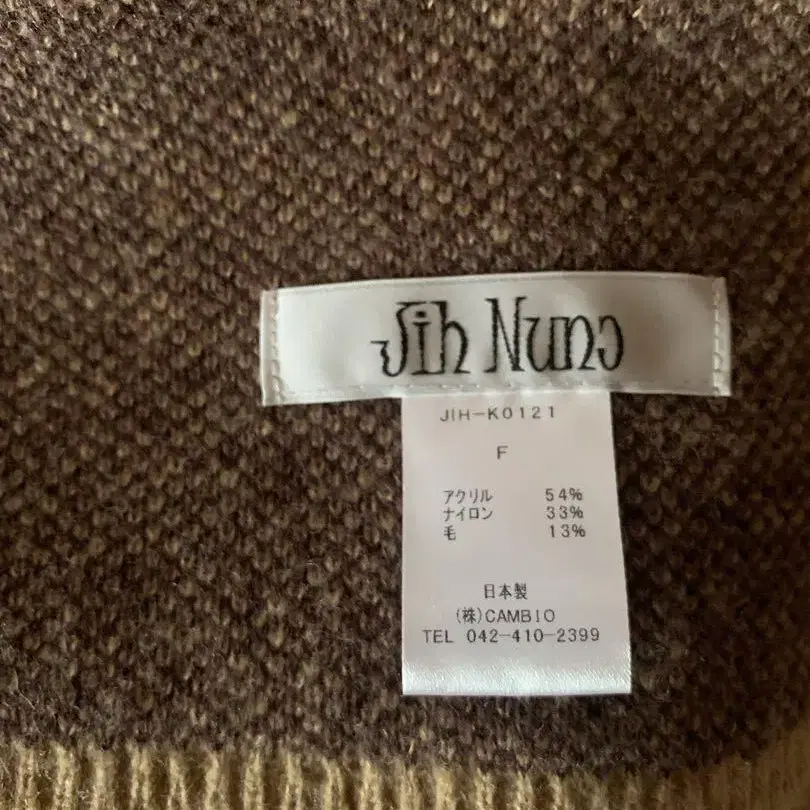 Jih Nuno
JIH-K0121
F
アクリル 54%
ナイロン 33%
毛 13%
日本製
(株)CAMBIO
TEL 042-410-2399